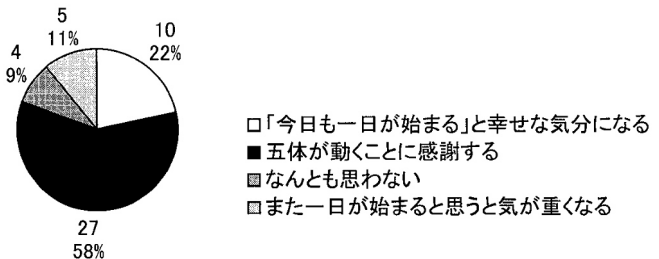 5
11%
10
22%
4
9%
27
58%
「今日も一日が始まる」と幸せな気分になる
五体が動くことに感謝する
なんとも思わない
また一日が始まると思うと気が重くなる